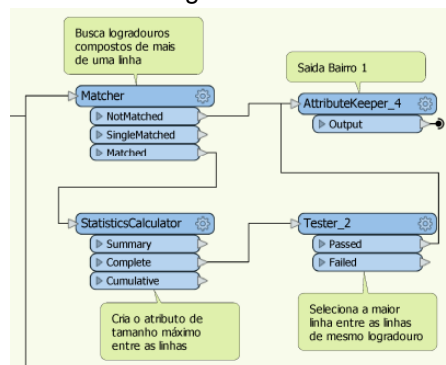 Busca logradouros
compostos de mais
de uma linha
Saida Bairro 1
Matcher
NotMatched
SingleMatched
Matched
AttributeKeeper_4
Output
StatisticsCalculator
Summary
Complete
Cumulative
Tester_2
Passed
Failed
Cria o atributo de
tamanho máximo
entre as linhas
Seleciona a maior
linha entre as linhas
de mesmo logradouro